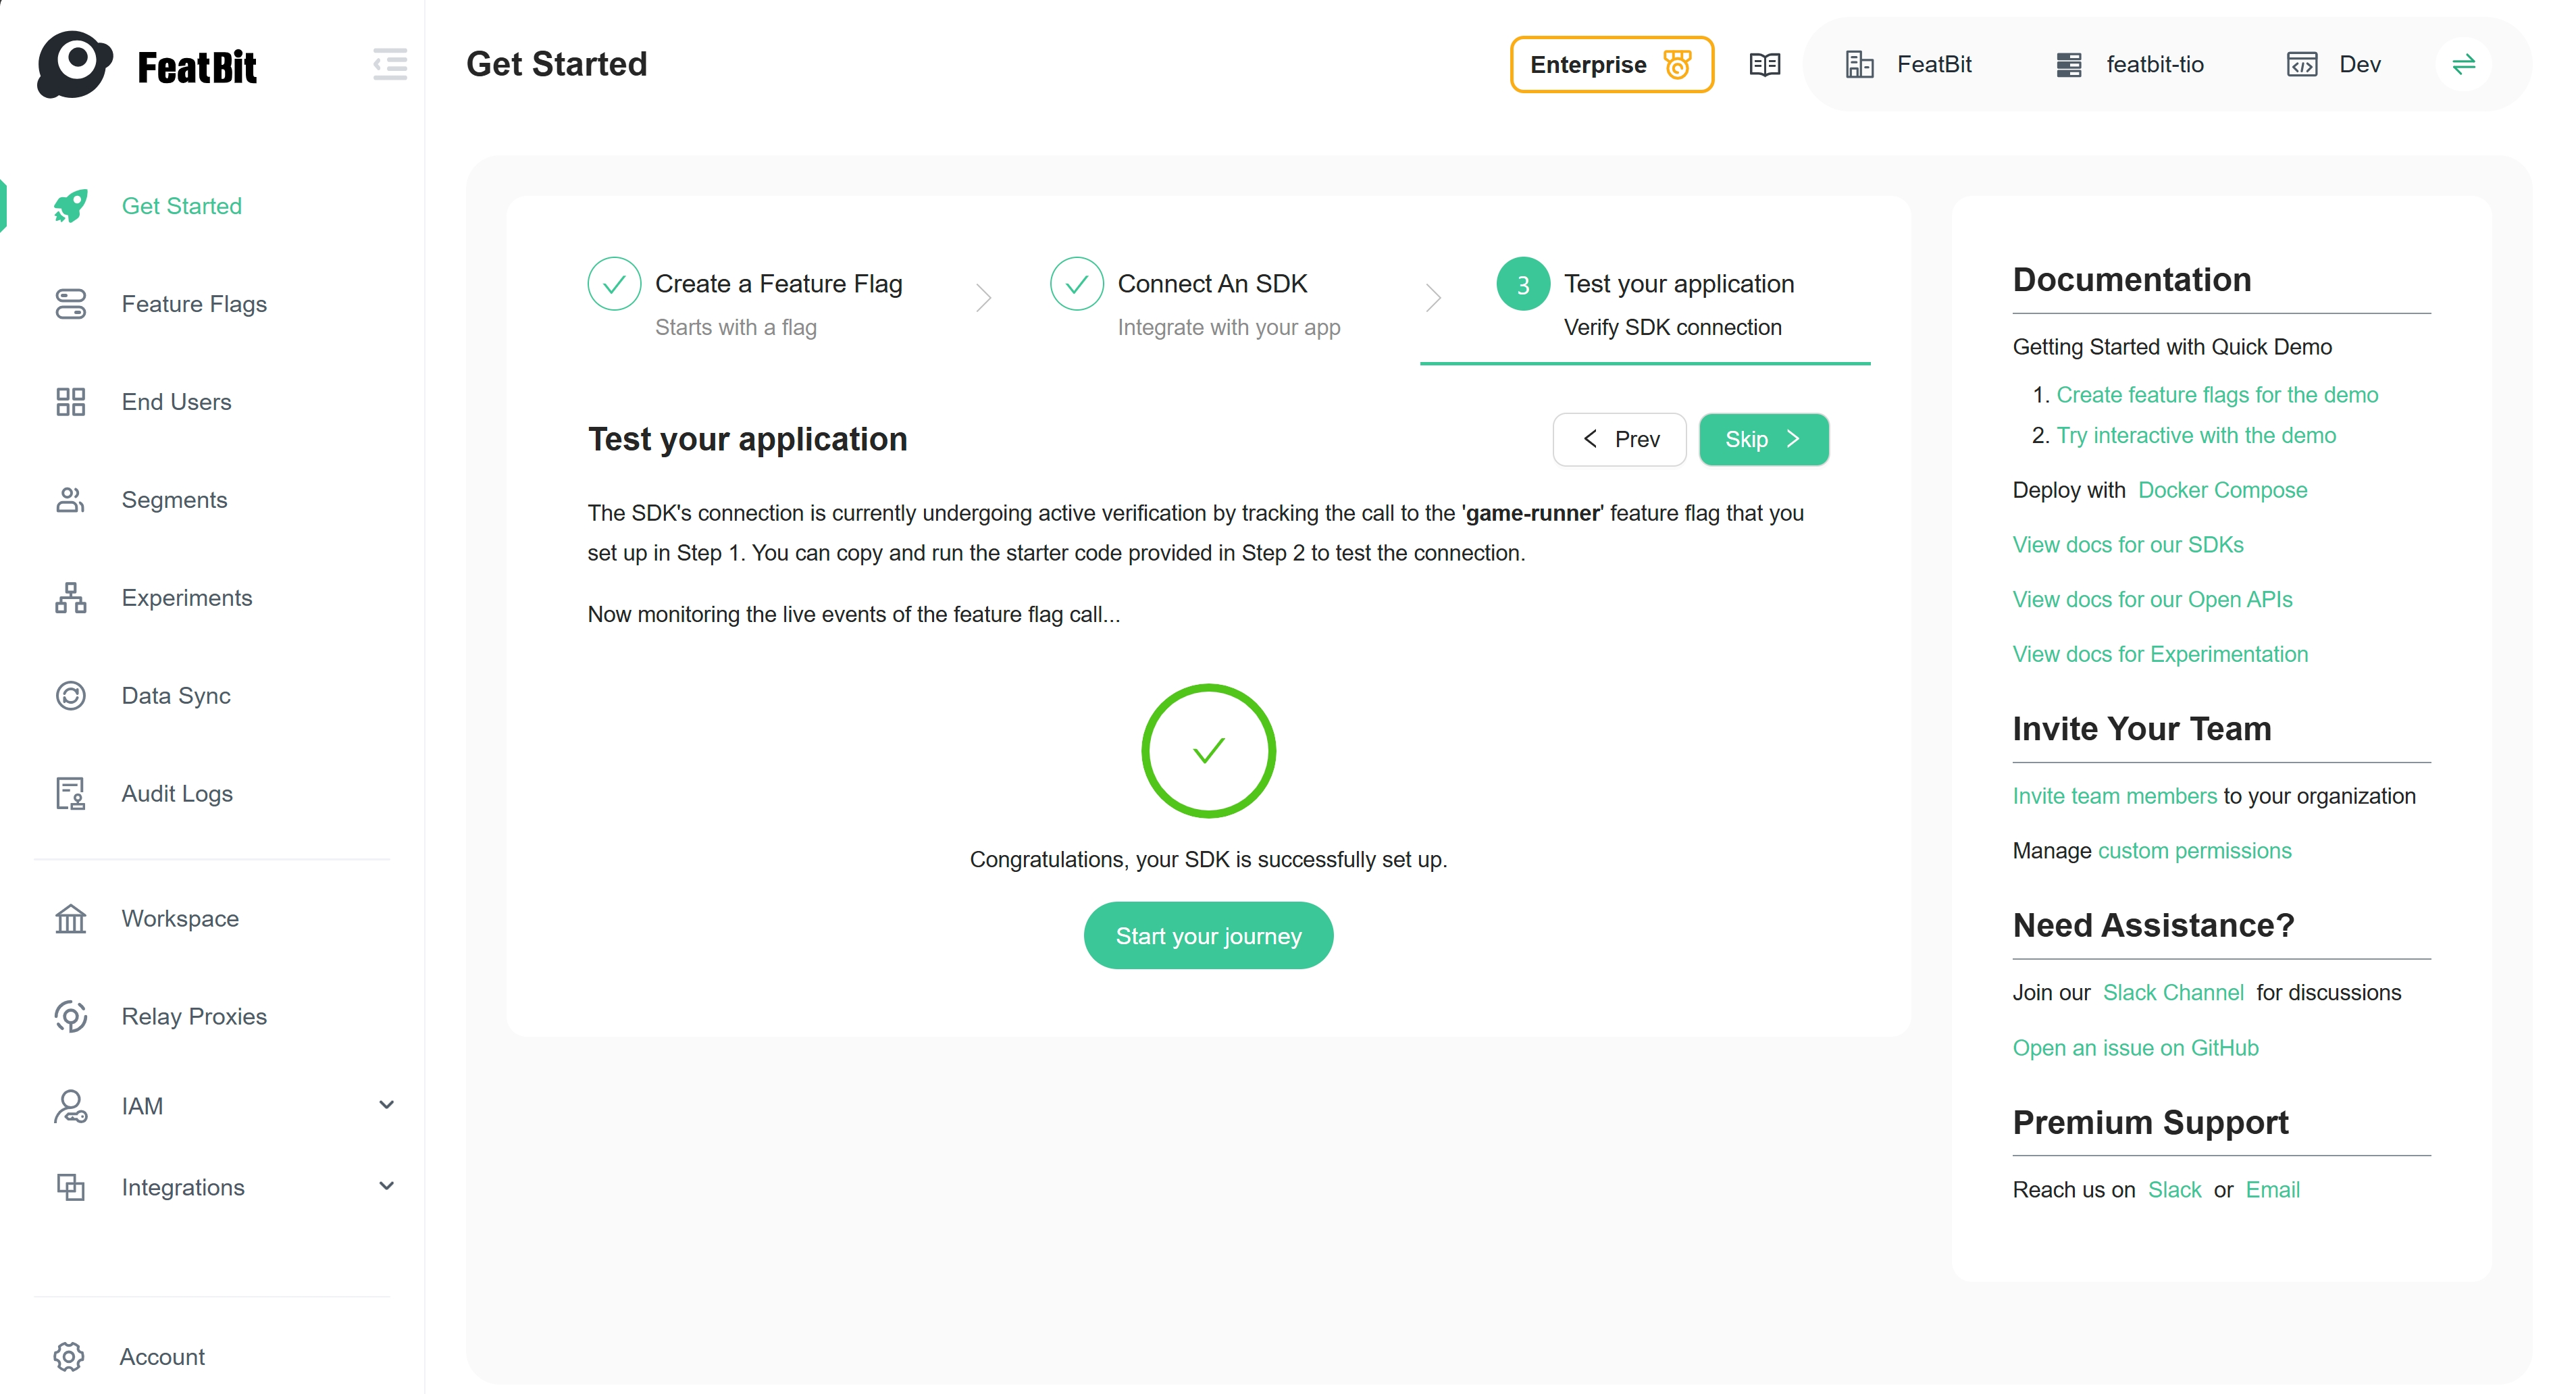 FeatBit
Get Started
Enterprise
FeatBit
featbit-tio
Dev
Get Started
Feature Flags
End Users
Segments
Experiments
Data Sync
Audit Logs
Workspace
Relay Proxies
IAM
Integrations
Account
Create a Feature Flag
Starts with a flag
Connect An SDK
Integrate with your app
3
Test your application
Verify SDK connection
Test your application
Prev
Skip
The SDK's connection is currently undergoing active verification by tracking the call to the 'game-runner' feature flag that you
set up in Step 1. You can copy and run the starter code provided in Step 2 to test the connection.
Now monitoring the live events of the feature flag call...
Congratulations, your SDK is successfully set up.
Start your journey
Documentation
Getting Started with Quick Demo
1. Create feature flags for the demo
2. Try interactive with the demo
Deploy with Docker Compose
View docs for our SDKs
View docs for our Open APIs
View docs for Experimentation
Invite Your Team
Invite team members to your organization
Manage custom permissions
Need Assistance?
Join our Slack Channel for discussions
Open an issue on GitHub
Premium Support
Reach us on Slack or Email